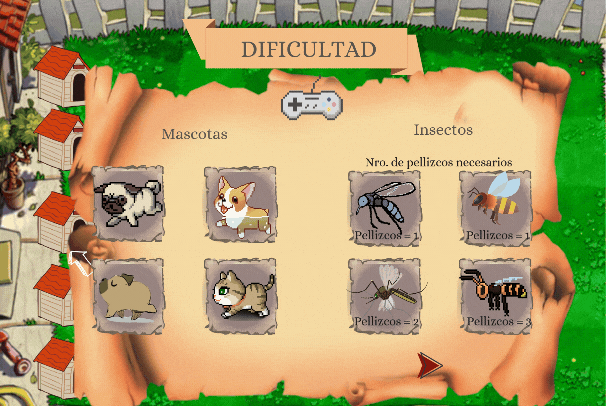 DIFICULTAD
Mascotas
Insectos
Nro. de pellizcos necesarios
Pellizcos = 1
Pellizcos = 1
Pellizcos = 2
Pellizcos = 3